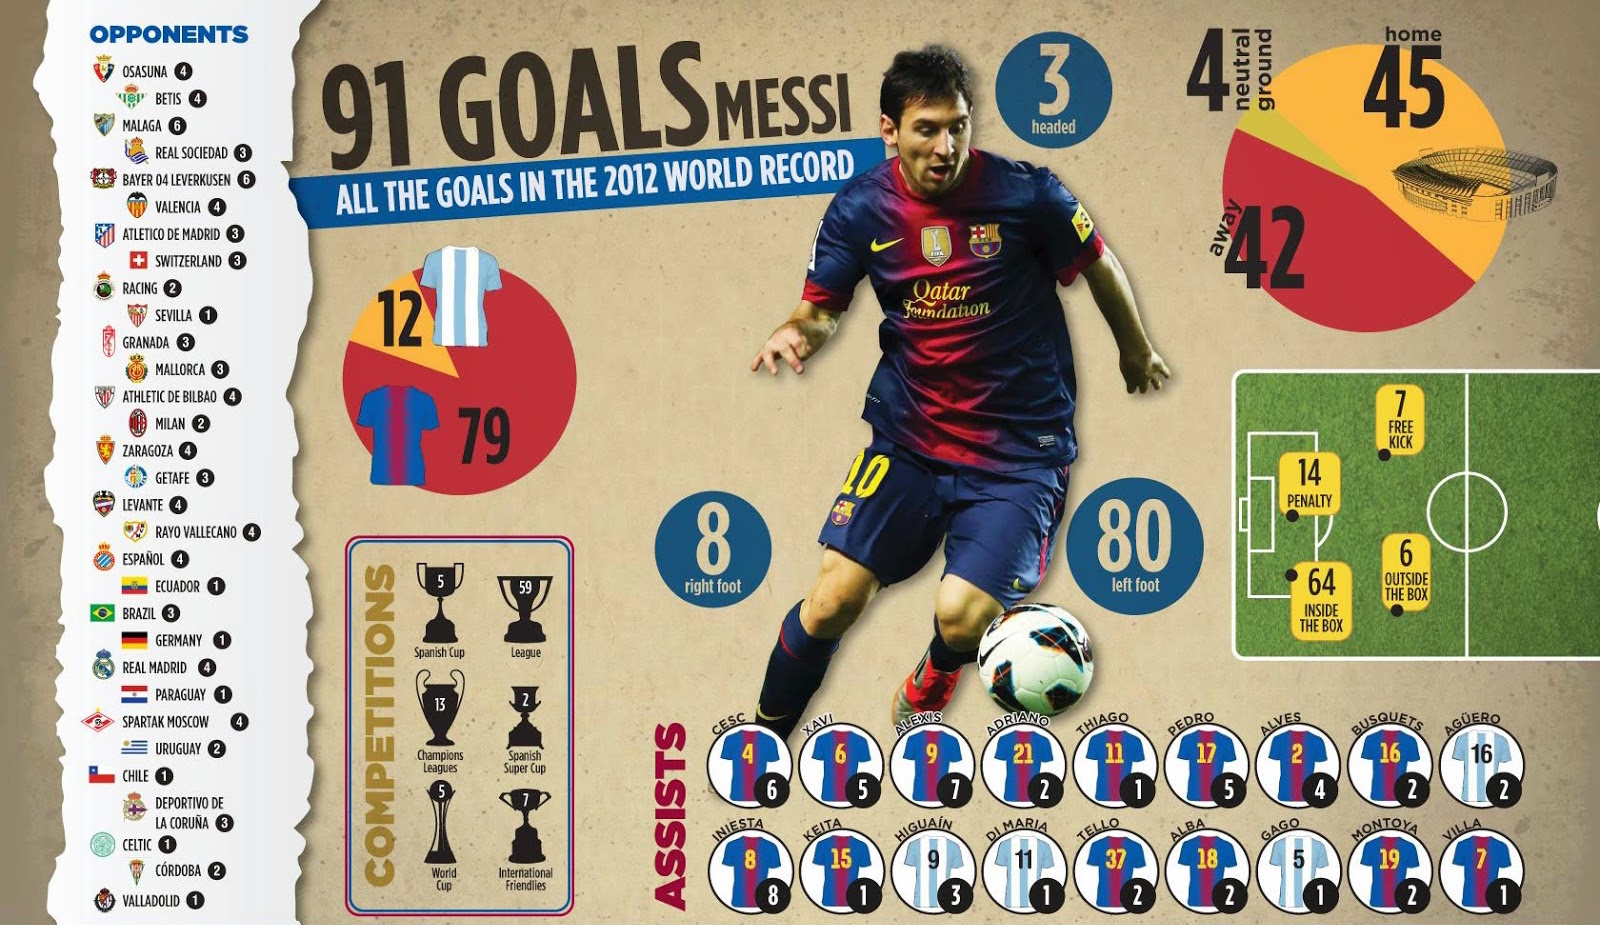 OPPONENTS
OSASUNA 4
BETIS 4
MALAGA 6
REAL SOCIEDAD 3
BAYER 04 LEVERKUSEN 6
VALENCIA 4
ATLETICO DE MADRID 3
SWITZERLAND 3
RACING 2
SEVILLA 1
GRANADA 3
MALLORCA 3
ATHLETIC DE BILBAO 4
MILAN 2
ZARAGOZA 4
GETAFE 3
LEVANTE 4
RAYO VALLECANO 4
ESPAÑOL 4
ECUADOR 1
BRAZIL 3
GERMANY 1
REAL MADRID 4
PARAGUAY 1
SPARTAK MOSCOW 4
URUGUAY 2
CHILE 1
DEPORTIVO DE
LA CORUÑA 3
CELTIC 1
CÓRDOBA 2
VALLADOLID 1
91 GOALS MESSI
ALL THE GOALS IN THE 2012 WORLD RECORD
12
79
3
headed
8
right foot
80
left foot
Qatar
Foundation
10
4
neutral
ground
home
45
away
42
7
FREE
KICK
14
PENALTY
6
OUTSIDE
THE BOX
64
INSIDE
THE BOX
COMPETITIONS
5
Spanish Cup
59
League
13
Champions
Leagues
2
Spanish
Super Cup
5
World
Cup
7
International
Friendlies
ASSISTS
CESC
4
6
XAVI
6
5
ALEXIS
9
7
ADRIANO
21
2
THIAGO
11
1
PEDRO
17
5
ALVES
2
4
BUSQUETS
16
2
AGÜERO
16
2
INIESTA
8
8
KEITA
15
1
HIGUAÍN
9
3
DI MARIA
11
1
TELLO
37
2
ALBA
18
2
GAGO
5
1
MONTOYA
19
2
VILLA
7
1